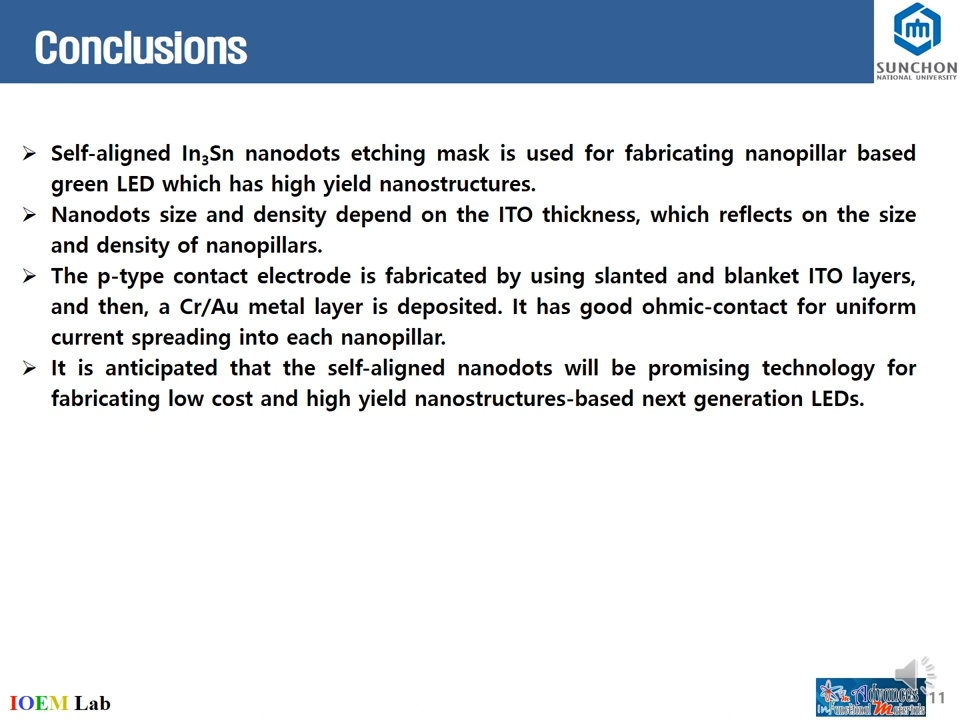 Conclusions
SUNCHON
NATIONAL UNIVERSITY
➢ Self-aligned In₃Sn nanodots etching mask is used for fabricating nanopillar based
green LED which has high yield nanostructures.
➢ Nanodots size and density depend on the ITO thickness, which reflects on the size
and density of nanopillars.
➢ The p-type contact electrode is fabricated by using slanted and blanket ITO layers,
and then, a Cr/Au metal layer is deposited. It has good ohmic-contact for uniform
current spreading into each nanopillar.
➢ It is anticipated that the self-aligned nanodots will be promising technology for
fabricating low cost and high yield nanostructures-based next generation LEDs.
IOEM Lab
Advances
in Functional Materials
11